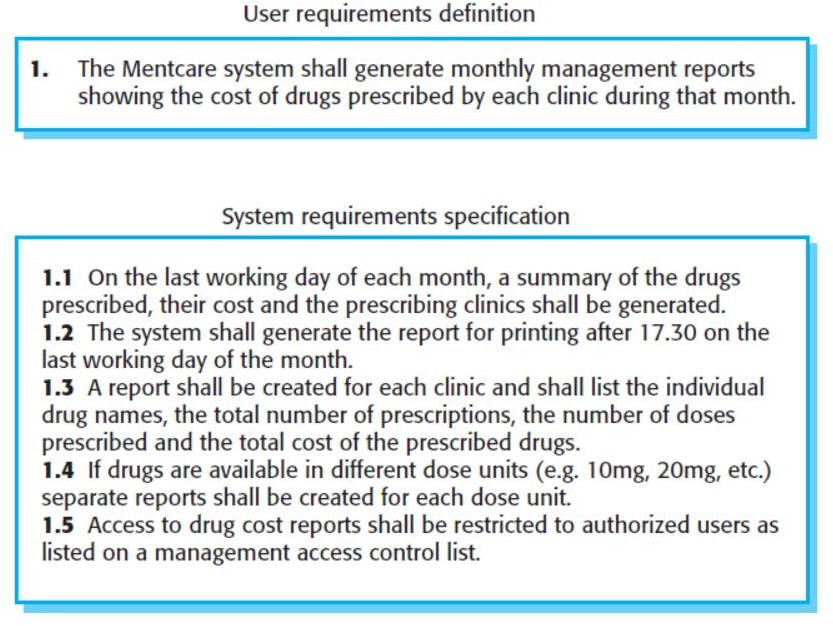 User requirements definition
1. The Mentcare system shall generate monthly management reports
showing the cost of drugs prescribed by each clinic during that month.
System requirements specification
1.1 On the last working day of each month, a summary of the drugs
prescribed, their cost and the prescribing clinics shall be generated.
1.2 The system shall generate the report for printing after 17.30 on the
last working day of the month.
1.3 A report shall be created for each clinic and shall list the individual
drug names, the total number of prescriptions, the number of doses
prescribed and the total cost of the prescribed drugs.
1.4 If drugs are available in different dose units (e.g. 10mg, 20mg, etc.)
separate reports shall be created for each dose unit.
1.5 Access to drug cost reports shall be restricted to authorized users as
listed on a management access control list.